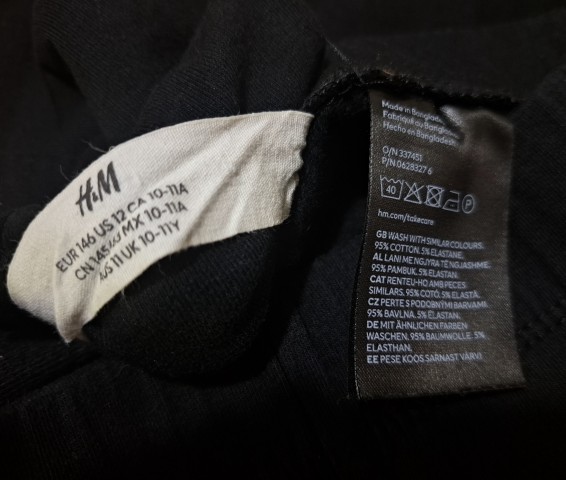 H&M
EUR 146 US 12 CA 10-11A
CN 145 MX 10-11A
11 UK 10-11Y
Made in Banglades
Fabriqué au Banglad
Hecho en Bangladesh
O/N 337451
P/N 0628327 6
40
P
hm.com/takecare
GB WASH WITH SIMILAR COLOURS.
95% COTTON. 5% ELASTANE.
AL LANI ME NGJYRA TË NGJASHME.
95% PAMBUK. 5% ELASTAN.
CAT RENTEU-HO AMB PECES
SIMILARS. 95% COTÓ. 5% ELASTÀ.
CZ PERTE S PODOBNÝMI BARVAMI.
95% BAVLNA. 5% ELASTAN.
DE MIT ÄHNLICHEN FARBEN
WASCHEN. 95% BAUMWOLLE. 5%
ELASTHAN.
EE PESE KOOS SARNAST VÄRVI